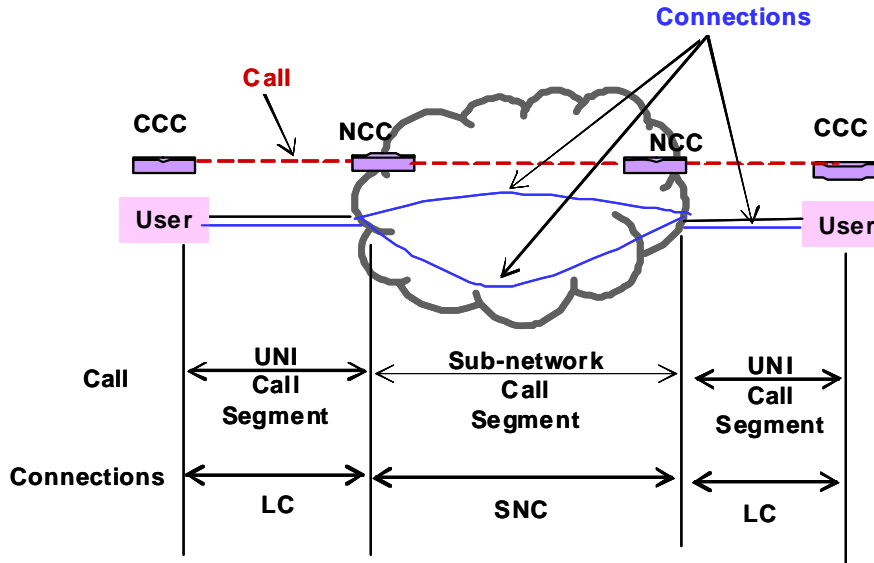 Connections
Call
CCC
NCC
NCC
CCC
User
User
Call
UNI
Call
Segment
Sub-network
Call
Segment
UNI
Call
Segment
Connections
LC
SNC
LC